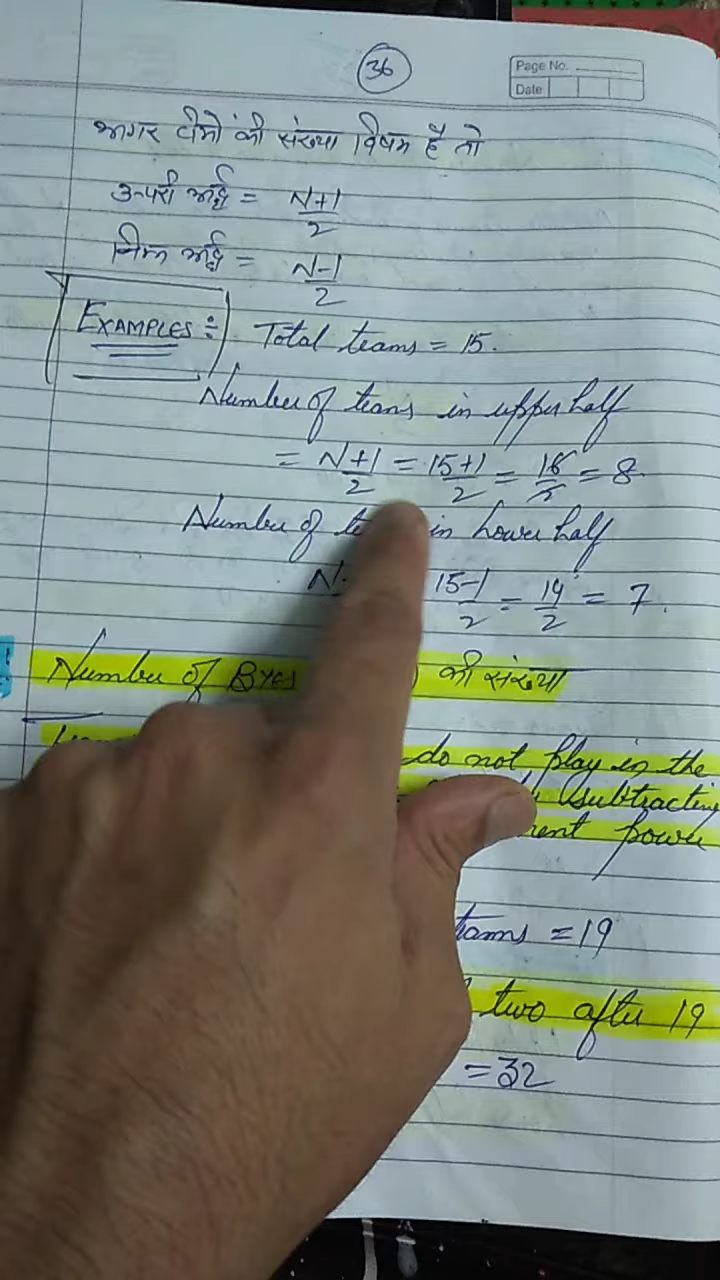 36
Page No.
Date
अगर टीमों की संख्या विषम है तो
उपरी अर्द्ध = N+1/2
निम्न अर्द्ध = N-1/2
EXAMPLES :- Total teams = 15.
Number of teams in upper half
= N+1/2 = 15+1/2 = 16/2 = 8
Number of in Lower half
15-1/2 = 14/2 = 7.
Number of Byes की संख्या
do not play in the
subtracting
power
teams = 19
two after 19
= 32